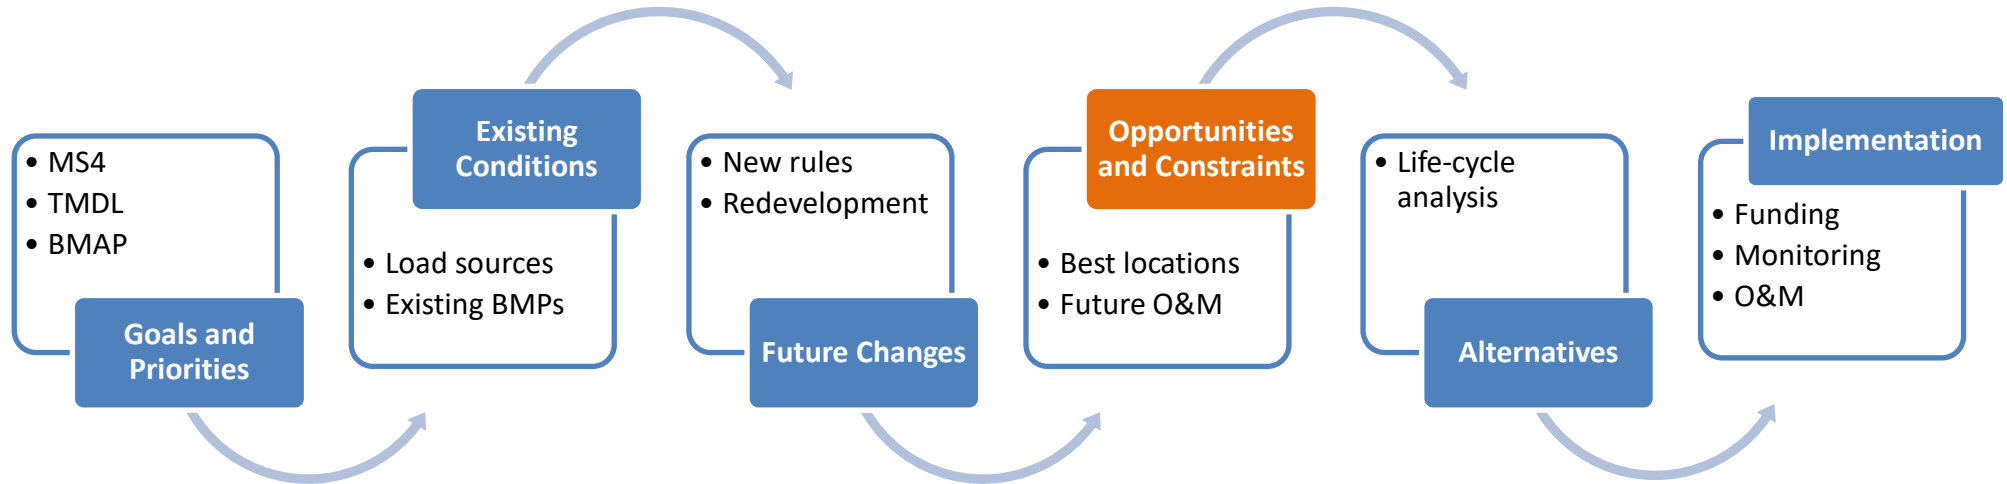 • MS4
• TMDL
• BMAP
Goals and
Priorities
Existing
Conditions
• Load sources
• Existing BMPs
• New rules
• Redevelopment
Future Changes
Opportunities
and Constraints
• Best locations
• Future O&M
• Life-cycle
analysis
Alternatives
Implementation
• Funding
• Monitoring
• O&M